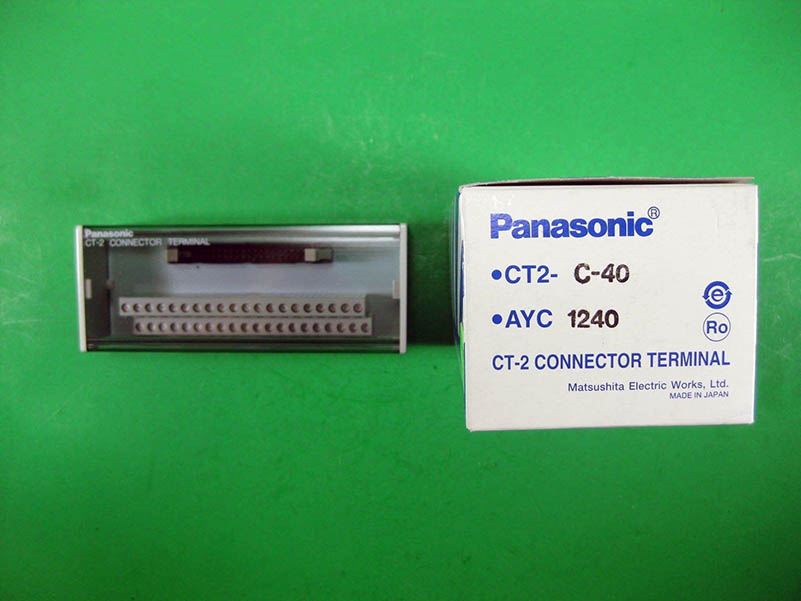 Panasonic
CT-2 CONNECTOR TERMINAL
Panasonic®
•CT2- C-40
•AYC 1240
e
Ro
CT-2 CONNECTOR TERMINAL
Matsushita Electric Works, Ltd.
MADE IN JAPAN